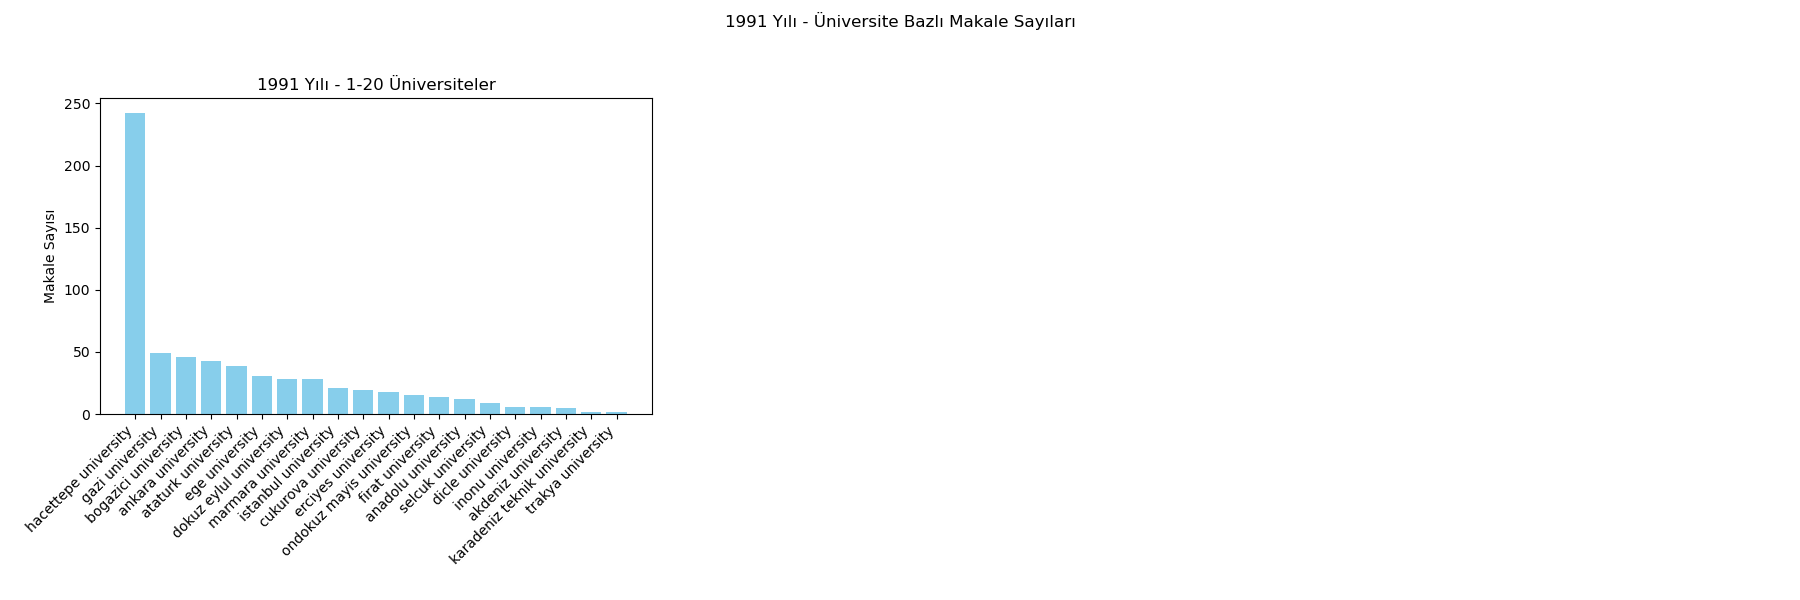 1991 Yılı - Üniversite Bazlı Makale Sayıları
1991 Yılı - 1-20 Üniversiteler
Makale Sayısı
250
200
150
100
50
0
hacettepe university
gazi university
bogazici university
ankara university
ataturk university
ege university
dokuz eylul university
marmara university
istanbul university
cukurova university
erciyes university
ondokuz mayis university
firat university
anadolu university
selcuk university
dicle university
inonu university
akdeniz university
karadeniz teknik university
trakya university